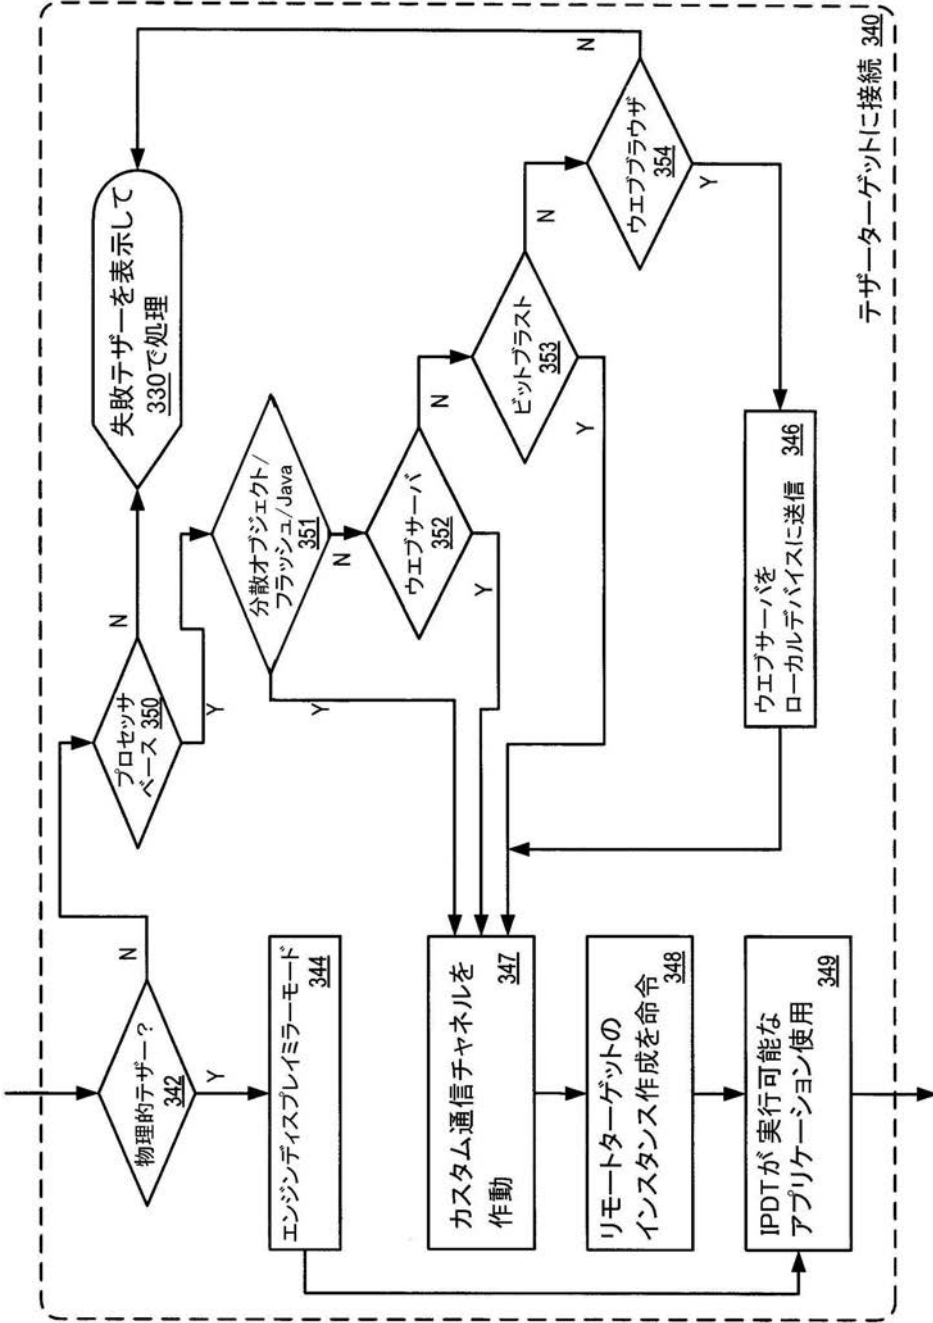 物理的テザー？
342
N
Y
エンジンディスプレイミラーモード
344
プロセッサ
ベース 350
N
Y
失敗テザーを表示して
330で処理
分散オブジェクト/
フラッシュ/Java
351
Y
N
ウエブサーバ
352
Y
N
ビットブラスト
353
Y
N
ウエブブラウザ
354
N
Y
ウエブサーバを
ローカルデバイスに送信 346
カスタム通信チャネルを
作動
347
リモートターゲットの
インスタンス作成を命令
348
IPDTが 実行可能な
アプリケーション使用
349
テザーターゲットに接続 340